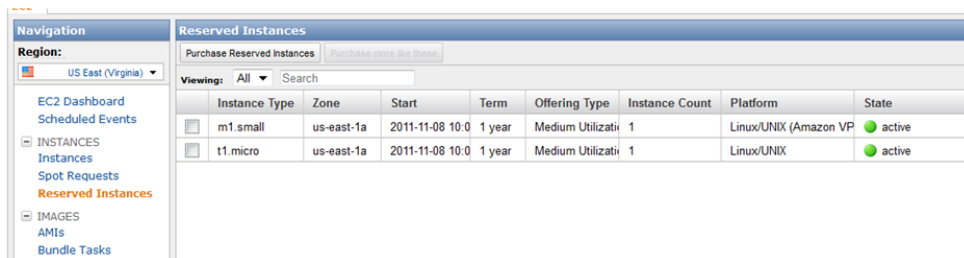 EC2
Navigation
Region:
US East (Virginia)
EC2 Dashboard
Scheduled Events
INSTANCES
Instances
Spot Requests
Reserved Instances
IMAGES
AMIs
Bundle Tasks
Reserved Instances
Purchase Reserved Instances Purchase more like these
Viewing: All Search
Instance Type Zone Start Term Offering Type Instance Count Platform State
m1.small us-east-1a 2011-11-08 10:0 1 year Medium Utilizati 1 Linux/UNIX (Amazon VP active
t1.micro us-east-1a 2011-11-08 10:0 1 year Medium Utilizati 1 Linux/UNIX active